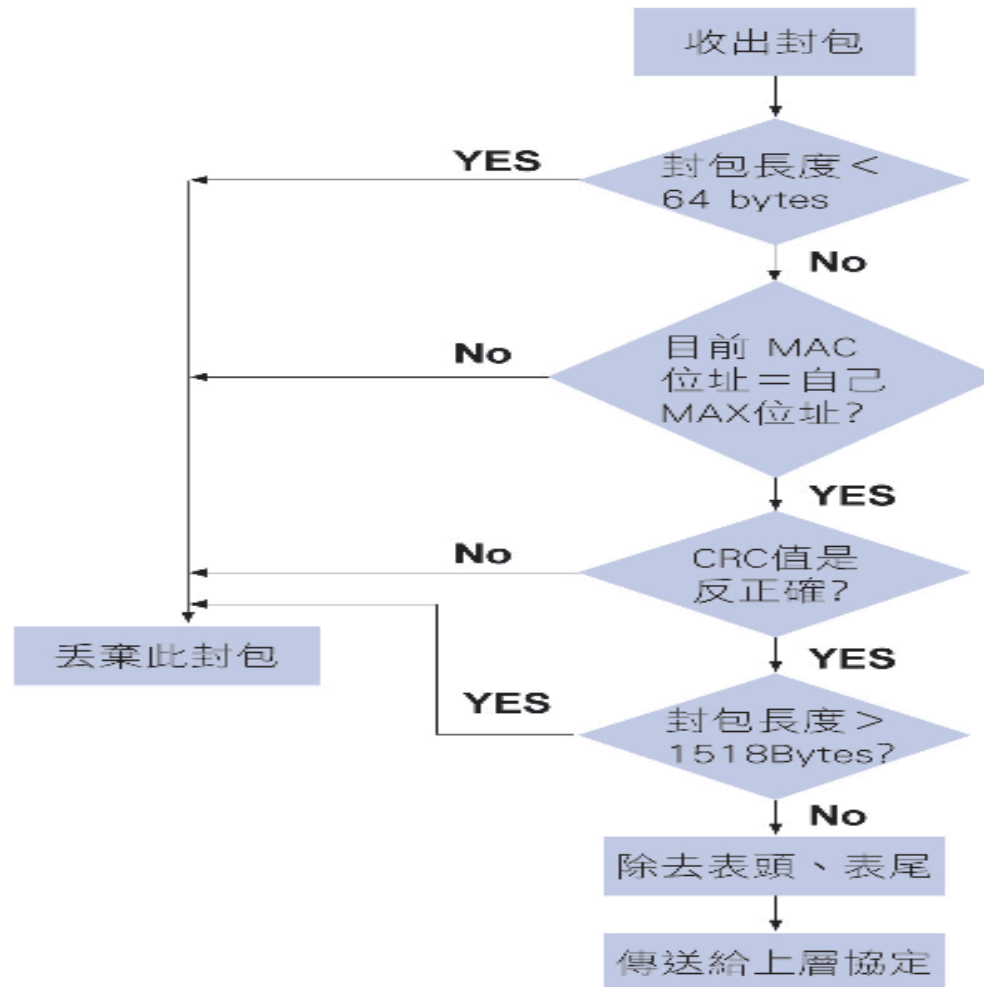 收出封包
YES
封包長度<
64 bytes
No
No
目前 MAC
位址=自己
MAX位址?
YES
No
CRC值是
反正確?
YES
丟棄此封包
YES
封包長度>
1518Bytes?
No
除去表頭、表尾
傳送給上層協定